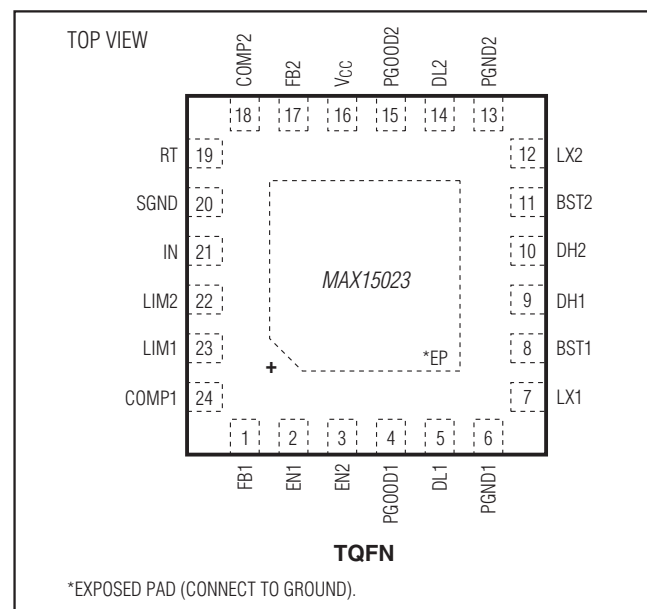 TOP VIEW
COMP2
FB2
VCC
PGOOD2
DL2
PGND2
18
17
16
15
14
13
RT 19
12 LX2
SGND 20
11 BST2
IN 21
10 DH2
MAX15023
LIM2 22
9 DH1
LIM1 23
8 BST1
*EP
+
COMP1 24
7 LX1
1
2
3
4
5
6
FB1
EN1
EN2
PGOOD1
DL1
PGND1
TQFN
*EXPOSED PAD (CONNECT TO GROUND).